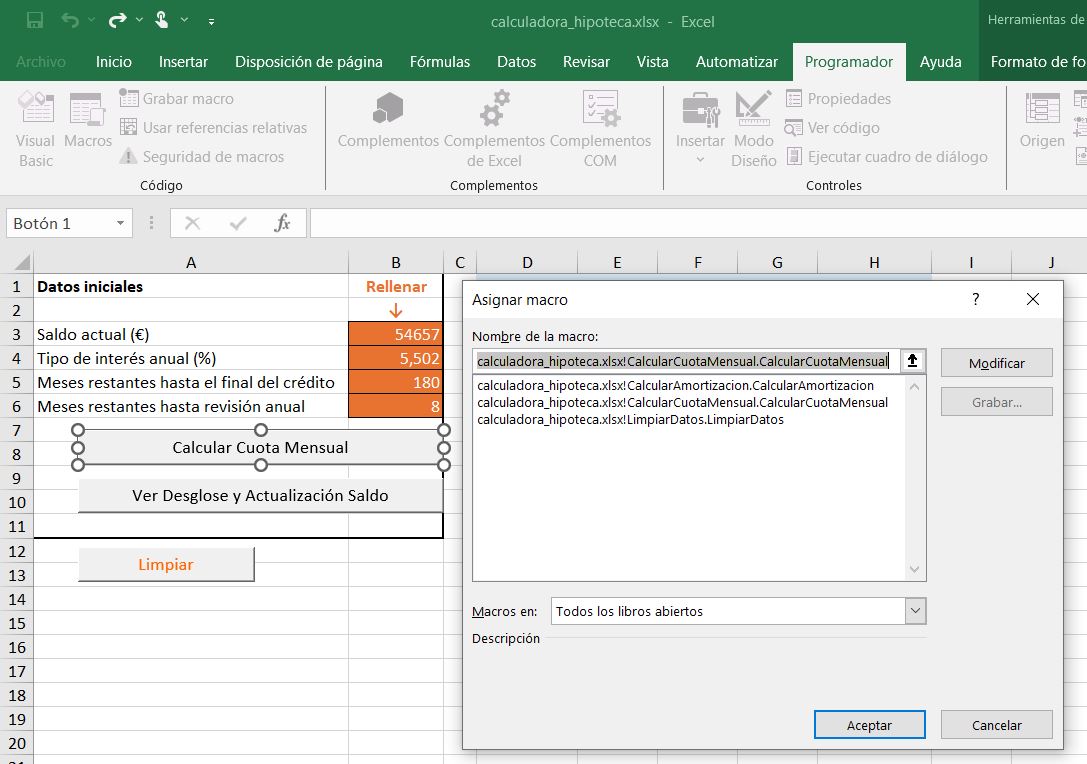 calculadora_hipoteca.xlsx - Excel
Herramientas de
Archivo Inicio Insertar Disposición de página Fórmulas Datos Revisar Vista Automatizar Programador Ayuda Formato de fo
Visual Basic
Macros
Grabar macro
Usar referencias relativas
Seguridad de macros
Código
Complementos
Complementos de Excel
Complementos COM
Complementos
Insertar
Modo Diseño
Propiedades
Ver código
Ejecutar cuadro de diálogo
Controles
Origen
Botón 1
fx
A B C D E F G H I J
1 Datos iniciales Rellenar
2 ↓
3 Saldo actual (€) 54657
4 Tipo de interés anual (%) 5,502
5 Meses restantes hasta el final del crédito 180
6 Meses restantes hasta revisión anual 8
7
8 Calcular Cuota Mensual
9
10 Ver Desglose y Actualización Saldo
11
12
13 Limpiar
14
15
16
17
18
19
20
Asignar macro
?
Nombre de la macro:
calculadora_hipoteca.xlsx!CalcularCuotaMensual.CalcularCuotaMensual
calculadora_hipoteca.xlsx!CalcularAmortizacion.CalcularAmortizacion
calculadora_hipoteca.xlsx!CalcularCuotaMensual.CalcularCuotaMensual
calculadora_hipoteca.xlsx!LimpiarDatos.LimpiarDatos
Modificar
Grabar...
Macros en: Todos los libros abiertos
Descripción
Aceptar Cancelar